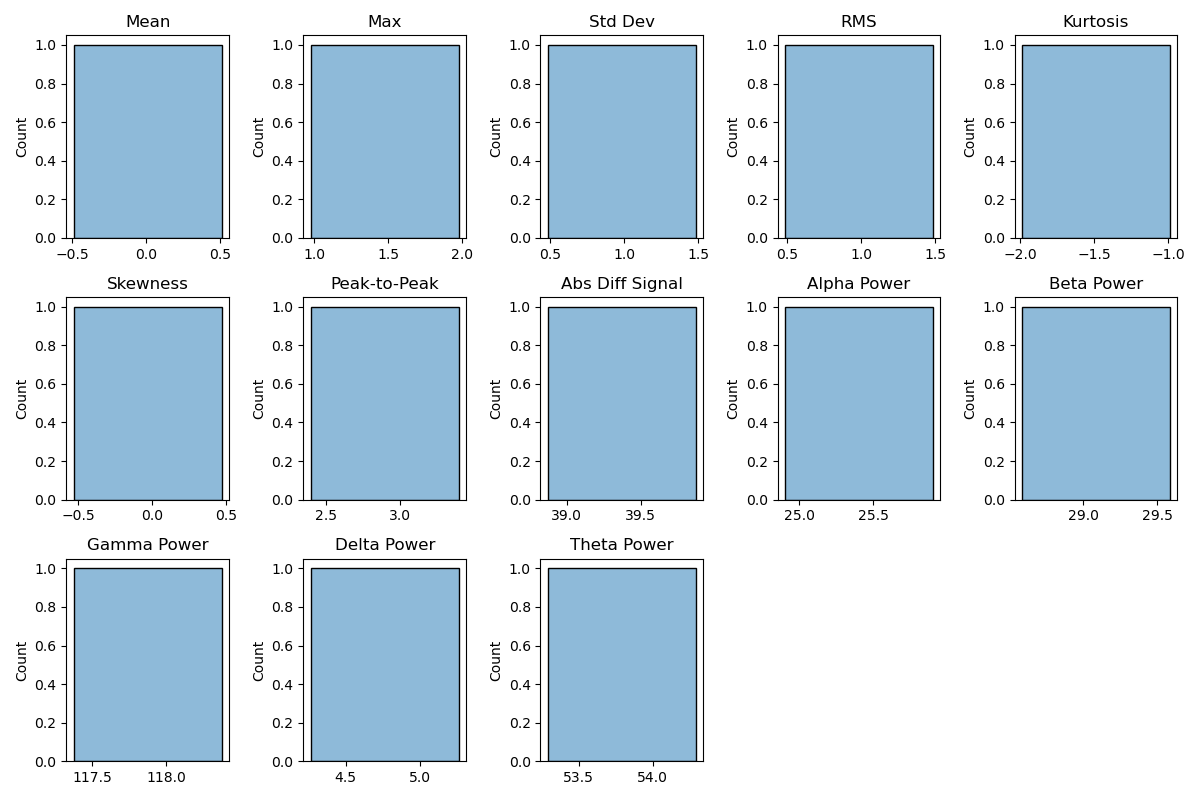 Mean Max Std Dev RMS Kurtosis
1.0 1.0 1.0 1.0 1.0
0.8 0.8 0.8 0.8 0.8
0.6 0.6 0.6 0.6 0.6
Count Count Count Count Count
0.4 0.4 0.4 0.4 0.4
0.2 0.2 0.2 0.2 0.2
0.0 0.0 0.0 0.0 0.0
−0.5 0.0 0.5 1.0 1.5 2.0 0.5 1.0 1.5 0.5 1.0 1.5 −2.0 −1.5 −1.0
Skewness Peak-to-Peak Abs Diff Signal Alpha Power Beta Power
1.0 1.0 1.0 1.0 1.0
0.8 0.8 0.8 0.8 0.8
0.6 0.6 0.6 0.6 0.6
Count Count Count Count Count
0.4 0.4 0.4 0.4 0.4
0.2 0.2 0.2 0.2 0.2
0.0 0.0 0.0 0.0 0.0
−0.5 0.0 0.5 2.5 3.0 39.0 39.5 25.0 25.5 29.0 29.5
Gamma Power Delta Power Theta Power
1.0 1.0 1.0
0.8 0.8 0.8
0.6 0.6 0.6
Count Count Count
0.4 0.4 0.4
0.2 0.2 0.2
0.0 0.0 0.0
117.5 118.0 4.5 5.0 53.5 54.0